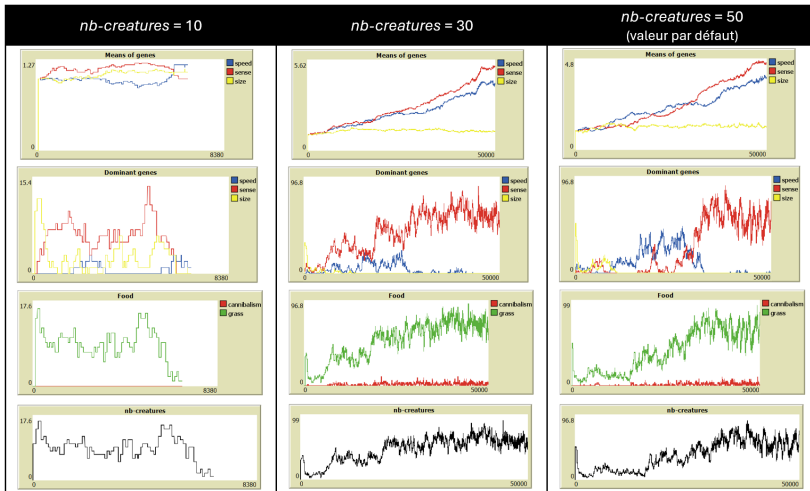 nb-creatures = 10
nb-creatures = 30
nb-creatures = 50
(valeur par défaut)
Means of genes
1.27
0
0
8380
speed
sense
size
Means of genes
5.62
0
0
50000
speed
sense
size
Means of genes
4.8
0
0
50000
speed
sense
size
Dominant genes
15.4
0
0
8380
speed
sense
size
Dominant genes
96.8
0
0
50000
speed
sense
size
Dominant genes
96.8
0
0
50000
speed
sense
size
Food
17.6
0
0
8380
cannibalism
grass
Food
96.8
0
0
50000
cannibalism
grass
Food
99
0
0
50000
cannibalism
grass
nb-creatures
17.6
0
0
8380
nb-creatures
99
0
0
50000
nb-creatures
96.8
0
0
50000